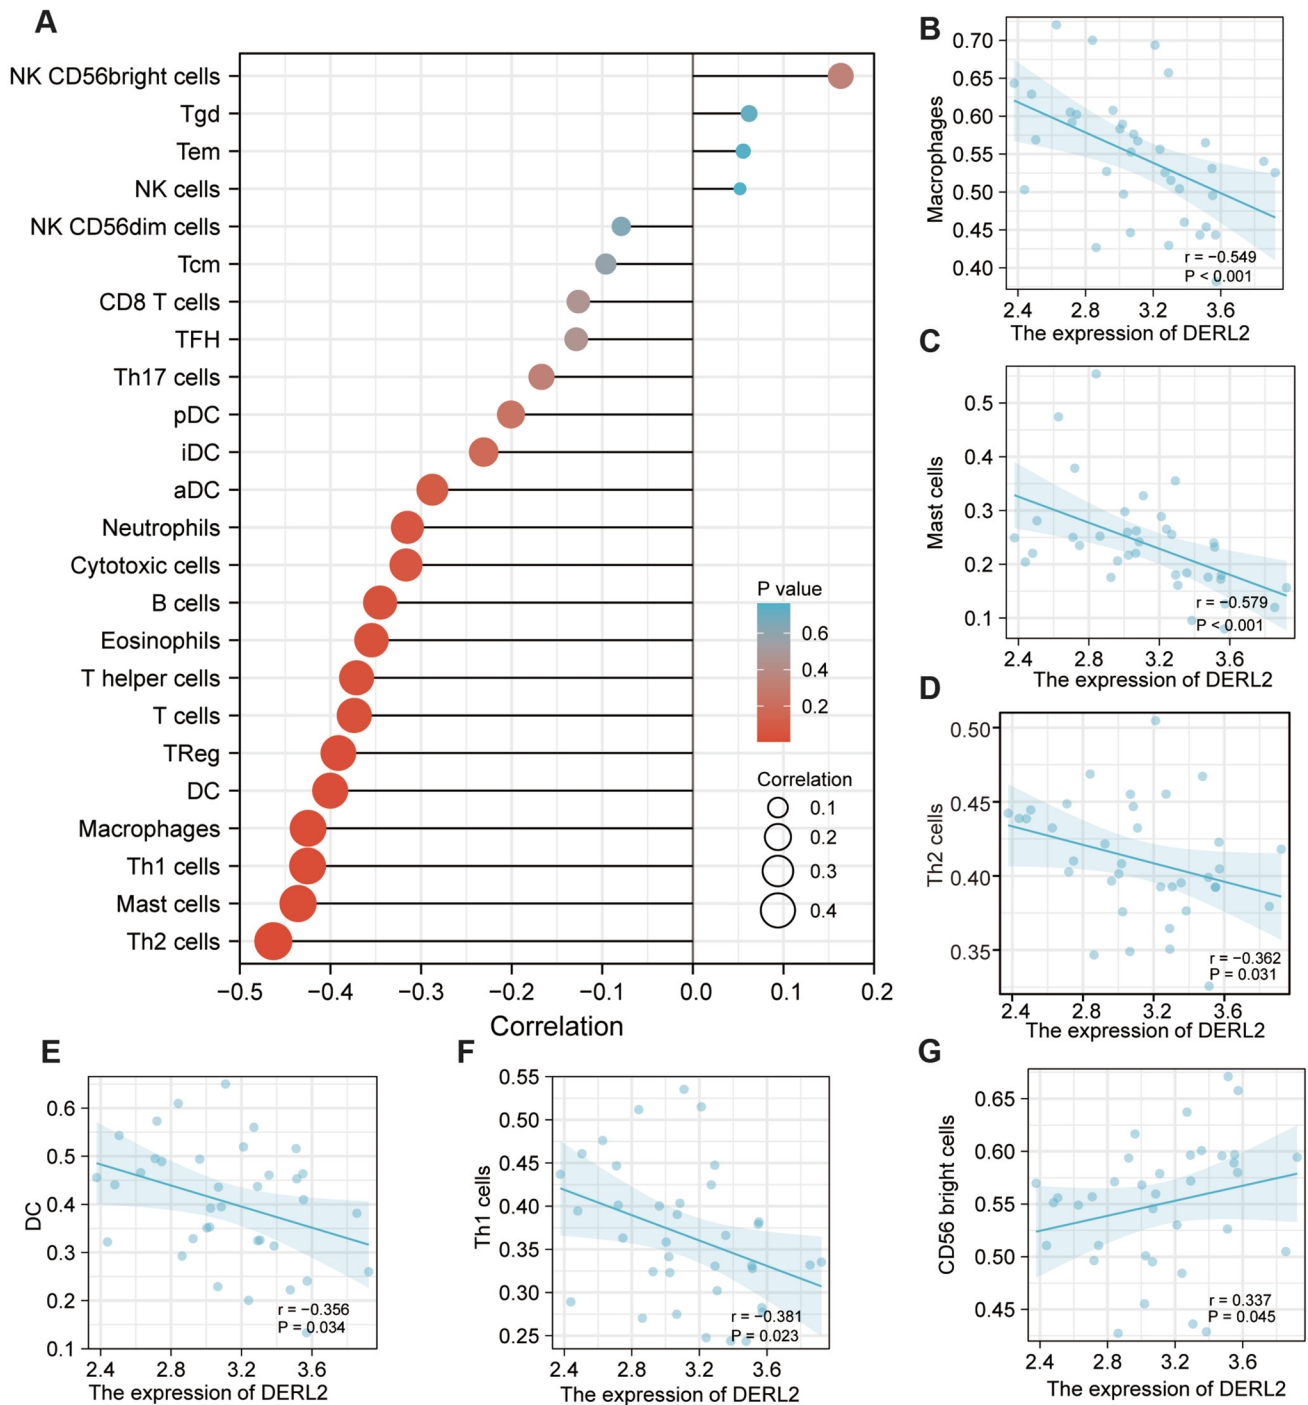 A
NK CD56bright cells
Tgd
Tem
NK cells
NK CD56dim cells
Tcm
CD8 T cells
TFH
Th17 cells
pDC
iDC
aDC
Neutrophils
Cytotoxic cells
B cells
Eosinophils
T helper cells
T cells
TReg
DC
Macrophages
Th1 cells
Mast cells
Th2 cells
−0.5 −0.4 −0.3 −0.2 −0.1 0.0 0.1 0.2
Correlation
P value
0.6
0.4
0.2
Correlation
0.1
0.2
0.3
0.4
B
Macrophages
0.70
0.65
0.60
0.55
0.50
0.45
0.40
r = −0.549
P < 0.001
2.4 2.8 3.2 3.6
The expression of DERL2
C
Mast cells
0.5
0.4
0.3
0.2
0.1
r = −0.579
P < 0.001
2.4 2.8 3.2 3.6
The expression of DERL2
D
Th2 cells
0.50
0.45
0.40
0.35
r = −0.362
P = 0.031
2.4 2.8 3.2 3.6
The expression of DERL2
E
DC
0.6
0.5
0.4
0.3
0.2
0.1
r = −0.356
P = 0.034
2.4 2.8 3.2 3.6
The expression of DERL2
F
Th1 cells
0.55
0.50
0.45
0.40
0.35
0.30
0.25
r = −0.381
P = 0.023
2.4 2.8 3.2 3.6
The expression of DERL2
G
CD56 bright cells
0.65
0.60
0.55
0.50
0.45
r = 0.337
P = 0.045
2.4 2.8 3.2 3.6
The expression of DERL2